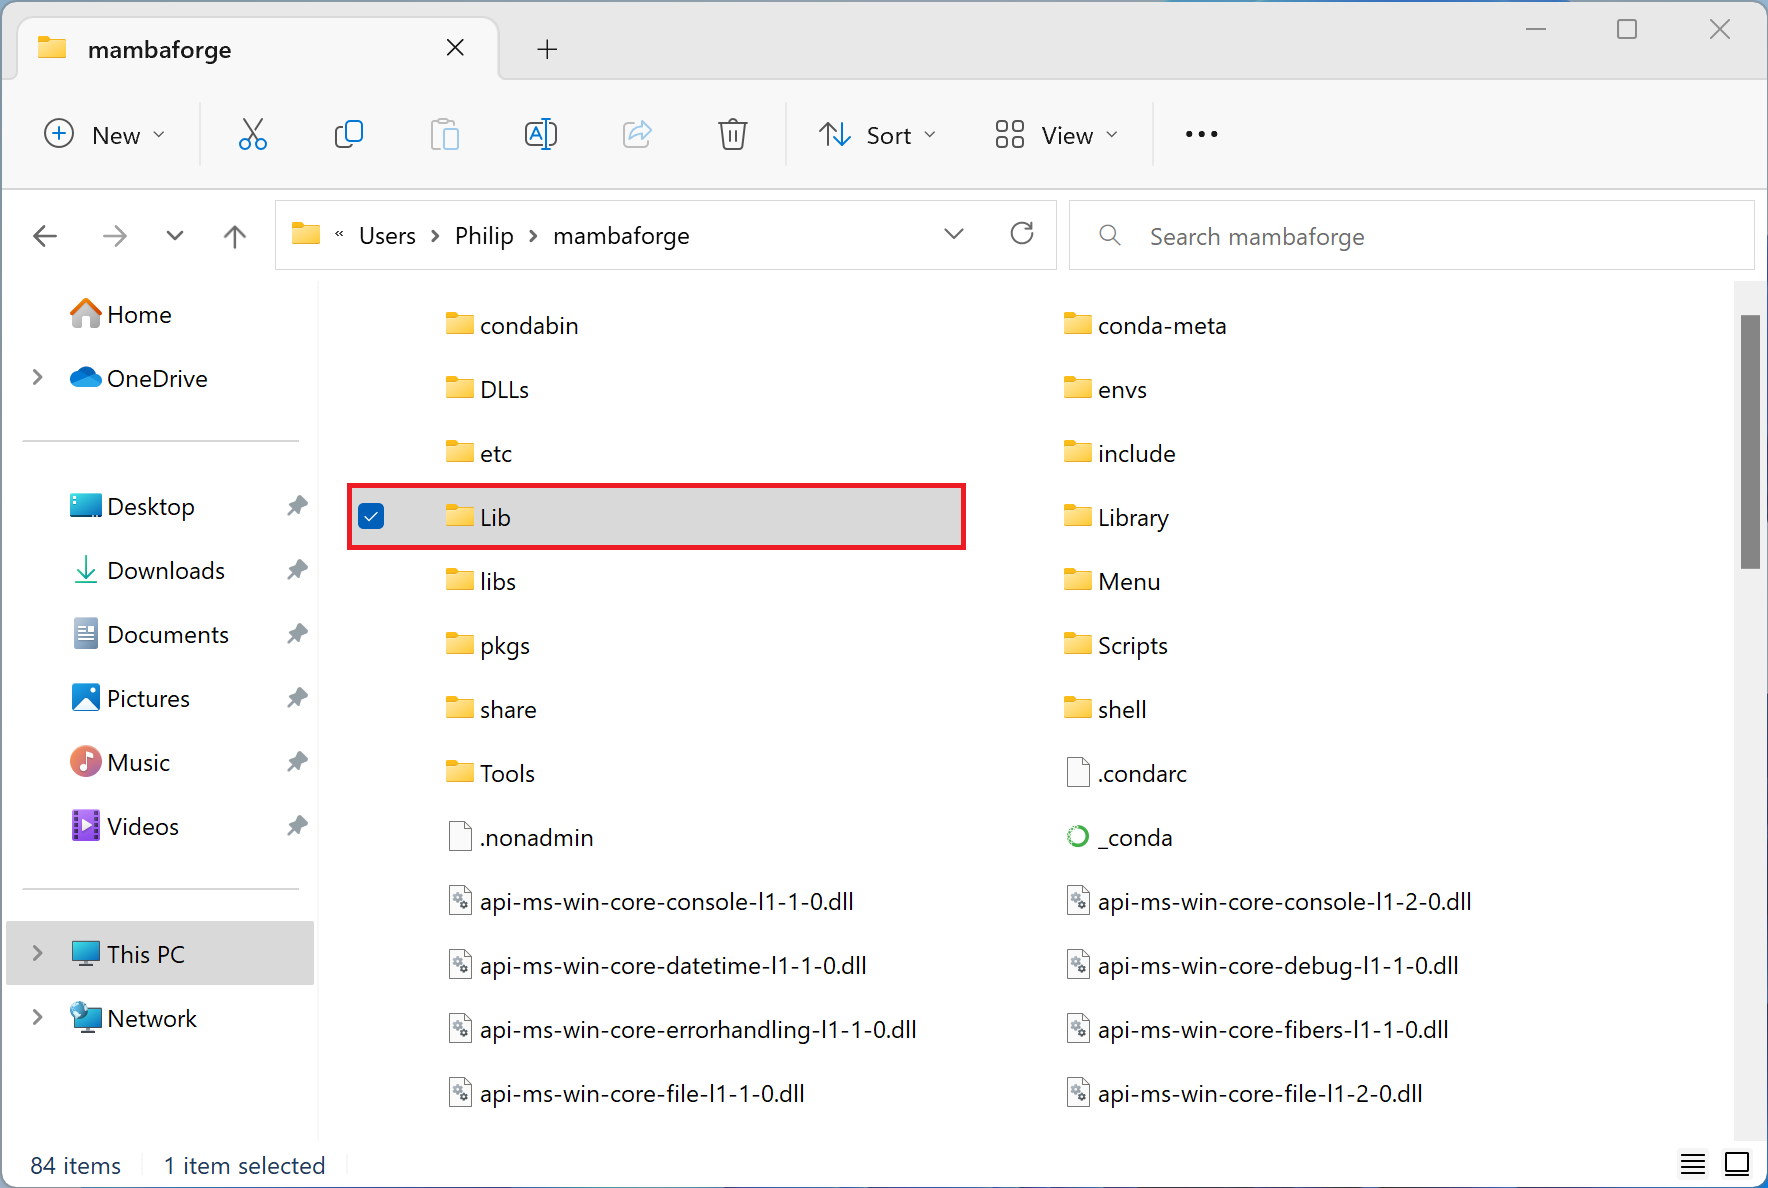 mambaforge
New
Sort
View
« Users > Philip > mambaforge
Search mambaforge
Home
OneDrive
Desktop
Downloads
Documents
Pictures
Music
Videos
This PC
Network
condabin conda-meta
DLLs envs
etc include
Lib Library
libs Menu
pkgs Scripts
share shell
Tools .condarc
.nonadmin _conda
api-ms-win-core-console-l1-1-0.dll api-ms-win-core-console-l1-2-0.dll
api-ms-win-core-datetime-l1-1-0.dll api-ms-win-core-debug-l1-1-0.dll
api-ms-win-core-errorhandling-l1-1-0.dll api-ms-win-core-fibers-l1-1-0.dll
api-ms-win-core-file-l1-1-0.dll api-ms-win-core-file-l1-2-0.dll
84 items 1 item selected